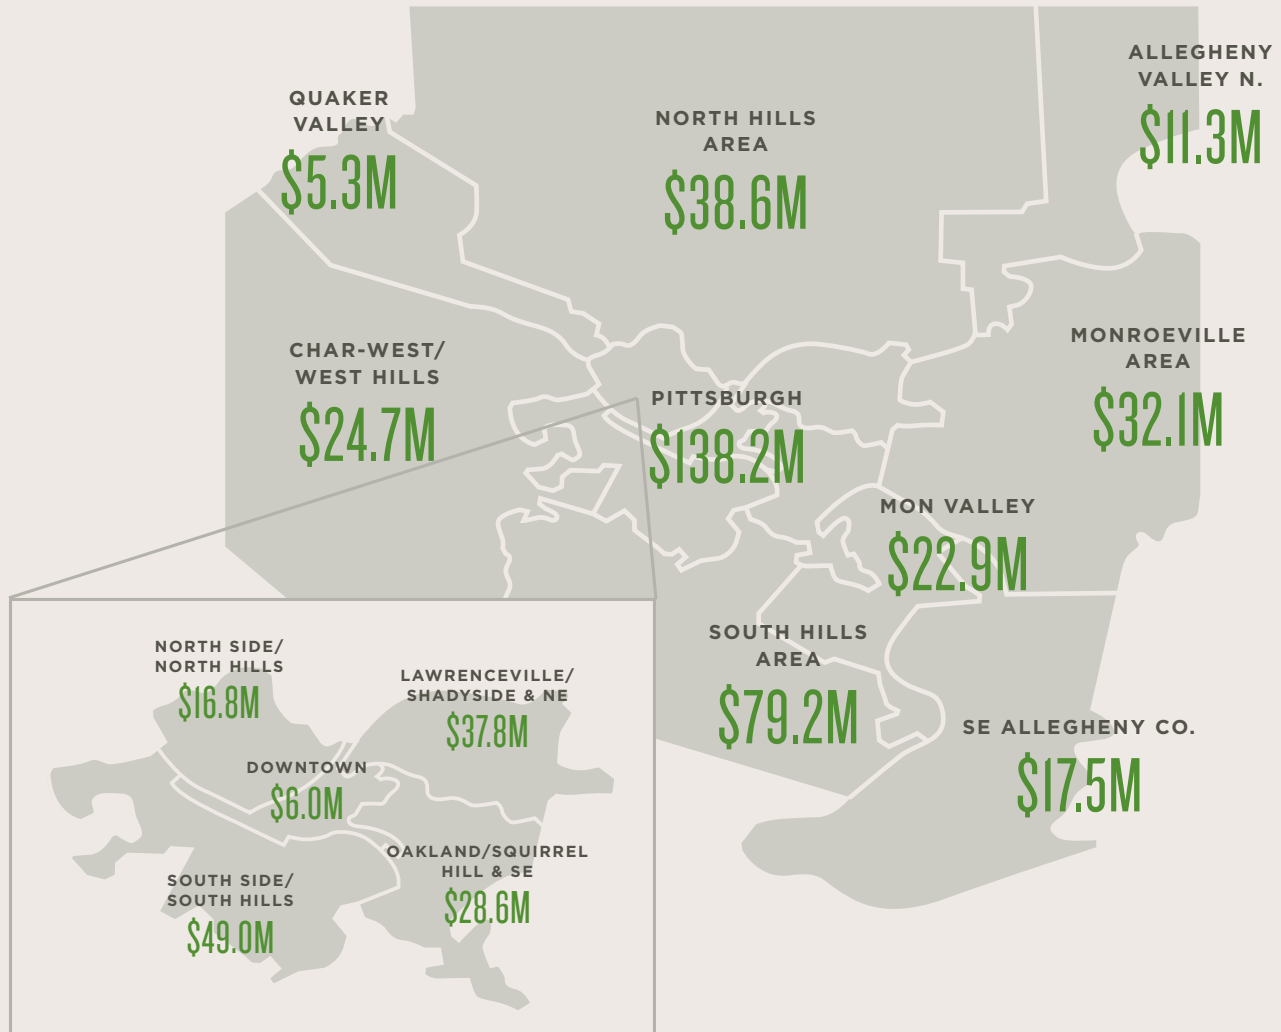 ALLEGHENY
VALLEY N.
$11.3M
QUAKER
VALLEY
$5.3M
NORTH HILLS
AREA
$38.6M
CHAR-WEST/
WEST HILLS
$24.7M
PITTSBURGH
$138.2M
MONROEVILLE
AREA
$32.1M
MON VALLEY
$22.9M
SOUTH HILLS
AREA
$79.2M
SE ALLEGHENY CO.
$17.5M
NORTH SIDE/
NORTH HILLS
$16.8M
LAWRENCEVILLE/
SHADYSIDE & NE
$37.8M
DOWNTOWN
$6.0M
OAKLAND/SQUIRREL
HILL & SE
$28.6M
SOUTH SIDE/
SOUTH HILLS
$49.0M